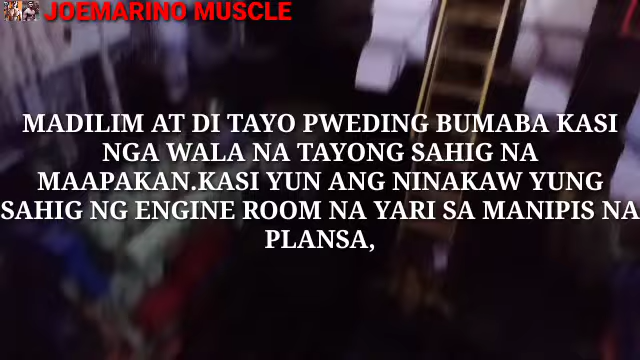 JOEMARINO MUSCLE
MADILIM AT DI TAYO PWEDING BUMABA KASI
NGA WALA NA TAYONG SAHIG NA
MAAPAKAN.KASI YUN ANG NINAKAW YUNG
SAHIG NG ENGINE ROOM NA YARI SA MANIPIS NA
PLANSA,